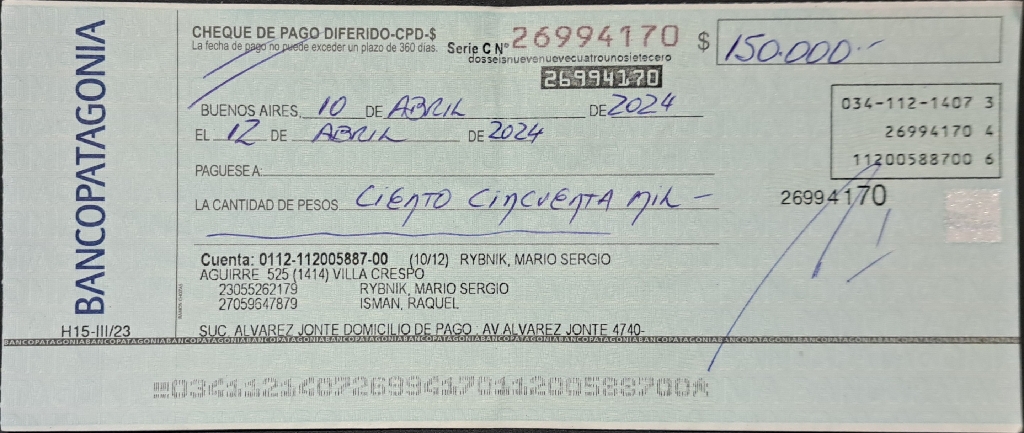 BANCOPATAGONIA
CHEQUE DE PAGO DIFERIDO-CPD-$
La fecha de pago no puede exceder un plazo de 360 días.
Serie C Nº 26994170 $ 150.000.-
dosseisnuevenuevecuatrounosietecero
26994170
BUENOS AIRES, 10 DE ABRIL DE 2024
EL 12 DE ABRIL DE 2024
034-112-1407 3
26994170 4
11200588700 6
PAGUESE A:
LA CANTIDAD DE PESOS CIENTO CINCUENTA MIL -
26994170
Cuenta: 0112-112005887-00 (10/12) RYBNIK, MARIO SERGIO
AGUIRRE 525 (1414) VILLA CRESPO
23055262179 RYBNIK, MARIO SERGIO
27059647879 ISMAN, RAQUEL
H15-III/23
SUC. ALVAREZ JONTE DOMICILIO DE PAGO : AV ALVAREZ JONTE 4740-
BANCOPATAGONIABANCOPATAGONIABANCOPATAGONIABANCOPATAGONIA
03411214072699417011200588700